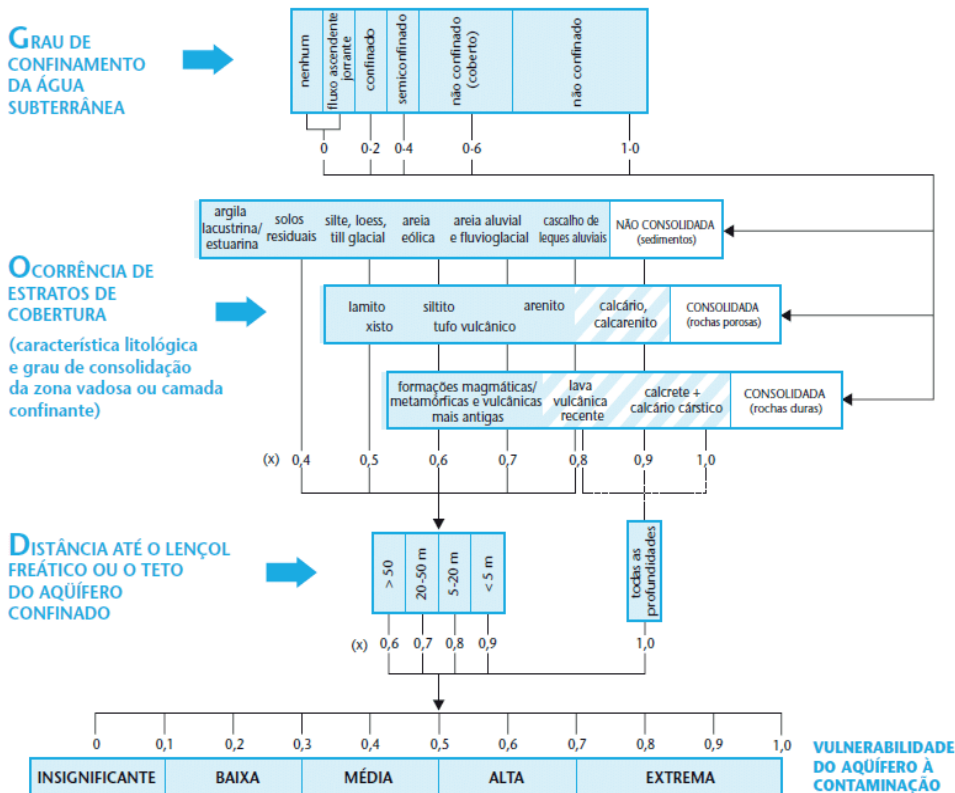 GRAU DE
CONFINAMENTO
DA ÁGUA
SUBTERRÂNEA
nenhum
fluxo ascendente
jorrante
confinado
semiconfinado
não confinado
(coberto)
não confinado
0 0·2 0·4 0·6 1·0
OCORRÊNCIA DE
ESTRATOS DE
COBERTURA
(característica litológica
e grau de consolidação
da zona vadosa ou camada
confinante)
argila
lacustrina/
estuarina
solos
residuais
silte, loess,
till glacial
areia
eólica
areia aluvial
e fluvioglacial
cascalho de
leques aluviais
NÃO CONSOLIDADA
(sedimentos)
lamito
xisto
siltito
tufo vulcânico
arenito
calcário,
calcarenito
CONSOLIDADA
(rochas porosas)
formações magmáticas/
metamórficas e vulcânicas
mais antigas
lava
vulcânica
recente
calcrete +
calcário cárstico
CONSOLIDADA
(rochas duras)
(x) 0,4 0,5 0,6 0,7 0,8 0,9 1,0
DISTÂNCIA ATÉ O LENÇOL
FREÁTICO OU O TETO
DO AQÜÍFERO
CONFINADO
> 50
20-50 m
5-20 m
< 5 m
todas as
profundidades
(x) 0,6 0,7 0,8 0,9 1,0
0 0,1 0,2 0,3 0,4 0,5 0,6 0,7 0,8 0,9 1,0
INSIGNIFICANTE BAIXA MÉDIA ALTA EXTREMA
VULNERABILIDADE
DO AQÜÍFERO À
CONTAMINAÇÃO